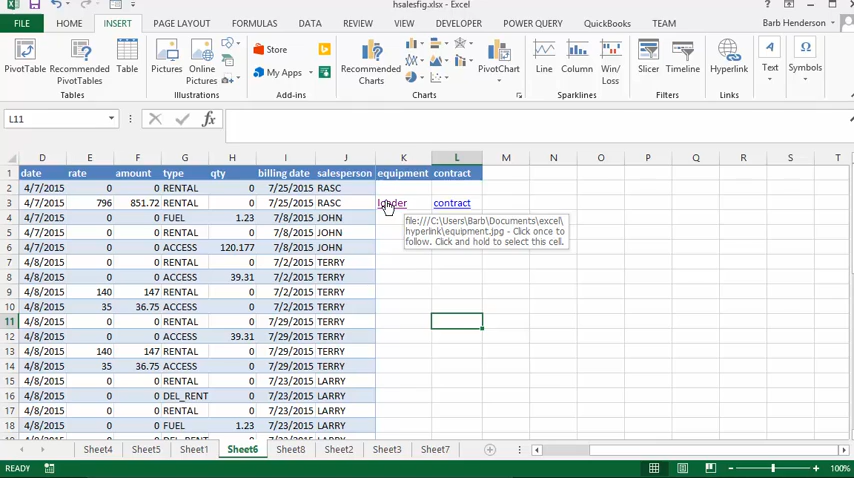 hsalesfig.xlsx - Excel
FILE HOME INSERT PAGE LAYOUT FORMULAS DATA REVIEW VIEW DEVELOPER POWER QUERY QuickBooks TEAM Barb Henderson
PivotTable Recommended PivotTables Table Pictures Online Pictures Store My Apps Recommended Charts PivotChart Line Column Win/Loss Slicer Timeline Hyperlink Text Symbols
Tables Illustrations Add-ins Charts Sparklines Filters Links
L11
D E F G H I J K L M N O P Q R S T
1 date rate amount type qty billing date salesperson equipment contract
2 4/7/2015 0 0 RENTAL 0 7/25/2015 RASC
3 4/7/2015 796 851.72 RENTAL 0 7/25/2015 RASC contract
4 4/7/2015 0 0 FUEL 1.23 7/8/2015 JOHN
5 4/7/2015 0 0 RENTAL 0 7/8/2015 JOHN
6 4/7/2015 0 0 ACCESS 120.177 7/8/2015 JOHN
file:///C:\Users\Barb\Documents\excel\
hyperlink\equipment.jpg - Click once to
follow. Click and hold to select this cell.
7 4/8/2015 0 0 RENTAL 0 7/2/2015 TERRY
8 4/8/2015 0 0 ACCESS 39.31 7/2/2015 TERRY
9 4/8/2015 140 147 RENTAL 0 7/2/2015 TERRY
10 4/8/2015 35 36.75 ACCESS 0 7/2/2015 TERRY
11 4/8/2015 0 0 RENTAL 0 7/29/2015 TERRY
12 4/8/2015 0 0 ACCESS 39.31 7/29/2015 TERRY
13 4/8/2015 140 147 RENTAL 0 7/29/2015 TERRY
14 4/8/2015 35 36.75 ACCESS 0 7/29/2015 TERRY
15 4/8/2015 0 0 RENTAL 0 7/23/2015 LARRY
16 4/8/2015 0 0 DEL_RENT 0 7/23/2015 LARRY
17 4/8/2015 0 0 RENTAL 0 7/23/2015 LARRY
18 4/8/2015 0 0 FUEL 1.23 7/23/2015 LARRY
4/8/2015 0 0 DEL_RENT 0 7/23/2015 LARRY
Sheet4 Sheet5 Sheet1 Sheet6 Sheet8 Sheet2 Sheet3 Sheet7
READY 100%